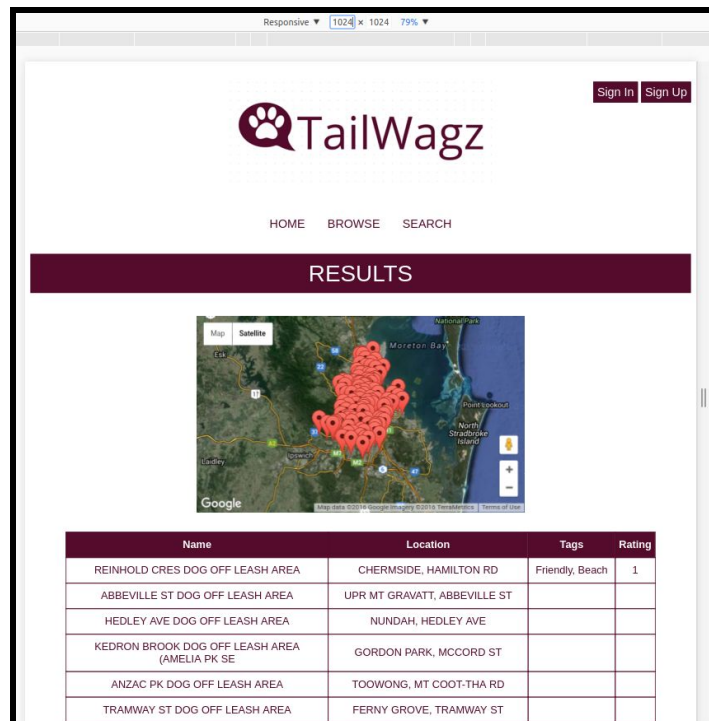 Responsive ▼ 1024 × 1024 79% ▼
Sign In Sign Up
TailWagz
HOME BROWSE SEARCH
RESULTS
Map Satellite
National Park
Moreton Bay
Esk
Point Lookout
North
Stradbroke
Island
Ipswich
Laidley
M2
Google
Map data ©2016 Google Imagery ©2016 TerraMetrics Terms of Use
Name Location Tags Rating
REINHOLD CRES DOG OFF LEASH AREA CHERMSIDE, HAMILTON RD Friendly, Beach 1
ABBEVILLE ST DOG OFF LEASH AREA UPR MT GRAVATT, ABBEVILLE ST
HEDLEY AVE DOG OFF LEASH AREA NUNDAH, HEDLEY AVE
KEDRON BROOK DOG OFF LEASH AREA
(AMELIA PK SE GORDON PARK, MCCORD ST
ANZAC PK DOG OFF LEASH AREA TOOWONG, MT COOT-THA RD
TRAMWAY ST DOG OFF LEASH AREA FERNY GROVE, TRAMWAY ST